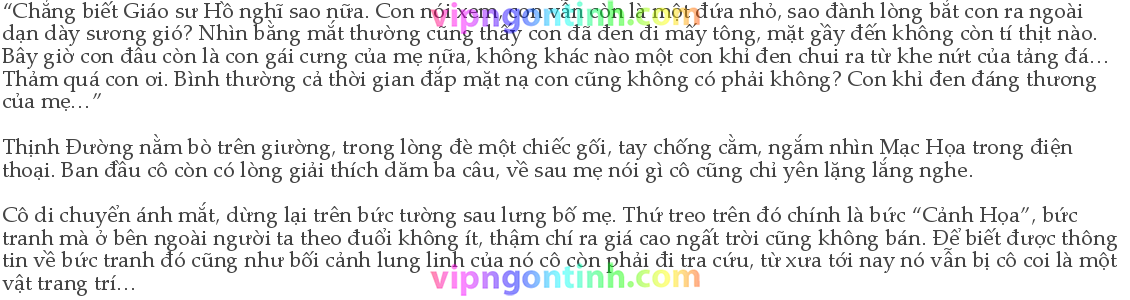 “Chẳng biết Giáo sư Hồ nghĩ sao nữa. Con nói xem, con vẫn còn là một đứa nhỏ, sao đành lòng bắt con ra ngoài
dạn dày sương gió? Nhìn bằng mắt thường cũng thấy con đã đen đi mấy tông, mặt gầy đến không còn tí thịt nào.
Bây giờ con đâu còn là con gái cưng của mẹ nữa, không khác nào một con khỉ đen chui ra từ khe nứt của tảng đá…
Thảm quá con ơi. Bình thường cả thời gian đắp mặt nạ con cũng không có phải không? Con khỉ đen đáng thương
của mẹ…”
Thịnh Đường nằm bò trên giường, trong lòng đè một chiếc gối, tay chống cằm, ngắm nhìn Mạc Họa trong điện
thoại. Ban đầu cô còn có lòng giải thích dăm ba câu, về sau mẹ nói gì cô cũng chỉ yên lặng lắng nghe.
Cô di chuyển ánh mắt, dừng lại trên bức tường sau lưng bố mẹ. Thứ treo trên đó chính là bức “Cảnh Họa”, bức
tranh mà ở bên ngoài người ta theo đuổi không ít, thậm chí ra giá cao ngất trời cũng không bán. Để biết được thông
tin về bức tranh đó cũng như bối cảnh lung linh của nó cô còn phải đi tra cứu, từ xưa tới nay nó vẫn bị cô coi là một
vật trang trí…
vipngontinh.com
vipngontinh.com